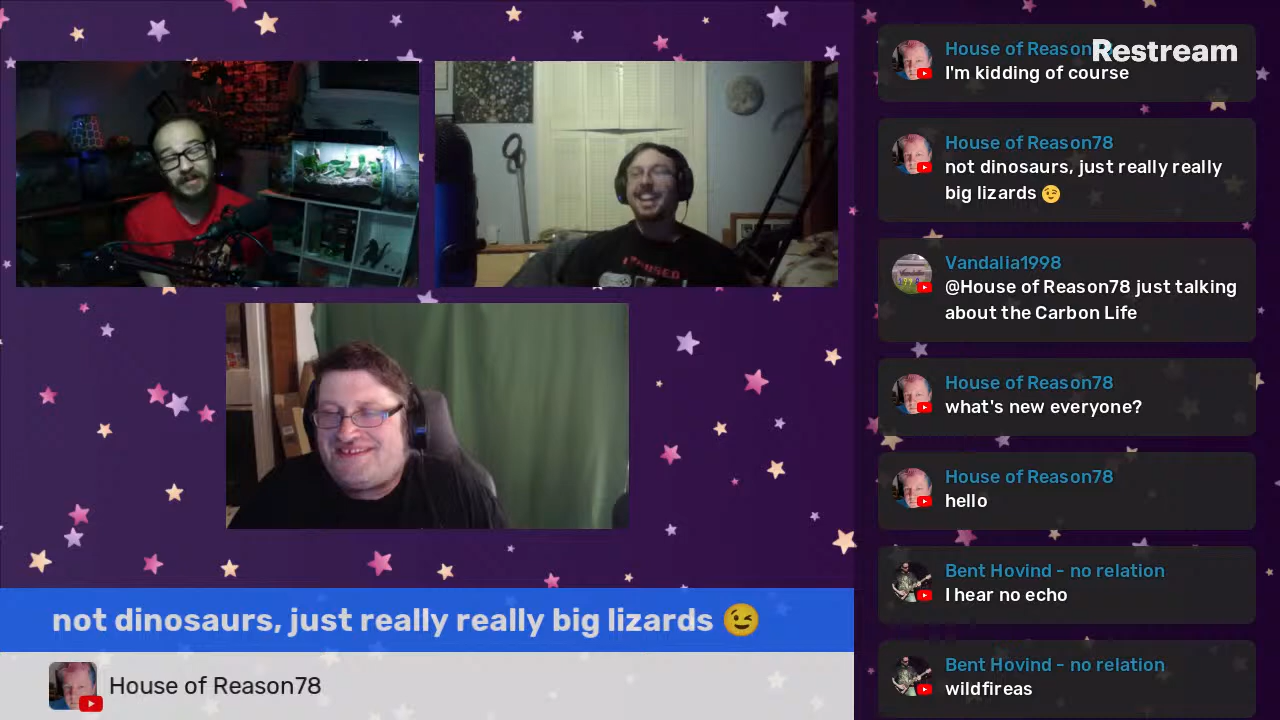 House of Reason
Restream
I'm kidding of course
House of Reason78
not dinosaurs, just really really
big lizards 😉
Vandalia1998
@House of Reason78 just talking
about the Carbon Life
House of Reason78
what's new everyone?
House of Reason78
hello
Bent Hovind - no relation
I hear no echo
Bent Hovind - no relation
wildfireas
not dinosaurs, just really really big lizards 😉
House of Reason78